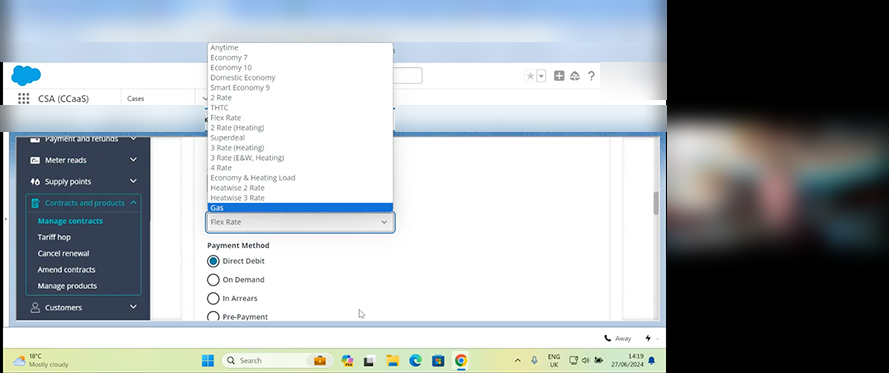 Anytime
Economy 7
Economy 10
Domestic Economy
Smart Economy 9
2 Rate
THTC
Flex Rate
2 Rate (Heating)
Superdeal
3 Rate (Heating)
3 Rate (E&W, Heating)
4 Rate
Economy & Heating Load
Heatwise 2 Rate
Heatwise 3 Rate
Gas
Flex Rate
CSA (CCaaS)
Cases
Payment and refunds
Meter reads
Supply points
Contracts and products
Manage contracts
Tariff hop
Cancel renewal
Amend contracts
Manage products
Customers
Payment Method
Direct Debit
On Demand
In Arrears
Pre-Payment
Away
18°C
Mostly cloudy
Search
ENG
UK
14:19
27/06/2024